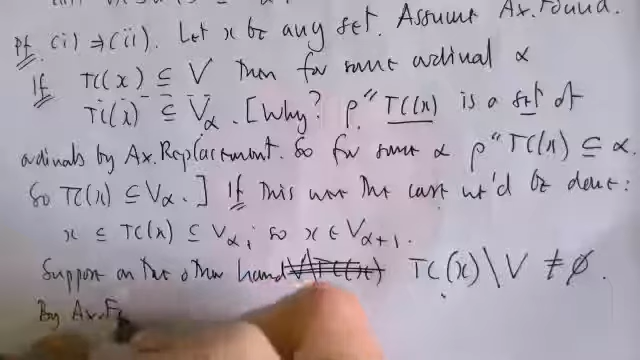 Pf. (i) ⇒ (ii). Let x be any set. Assume Ax.Found.
If TC(x) ⊆ V then for some ordinal α
TC(x) ⊆ Vα. [Why? ρ"TC(x) is a set of
ordinals by Ax.Replacement. So for some α ρ"TC(x) ⊆ α.
So TC(x) ⊆ Vα.] If this were the case we'd be done:
x ⊆ TC(x) ⊆ Vα; so x ∈ Vα+1.
Suppose on the other hand TC(x)\V ≠ ∅.
By Ax.F